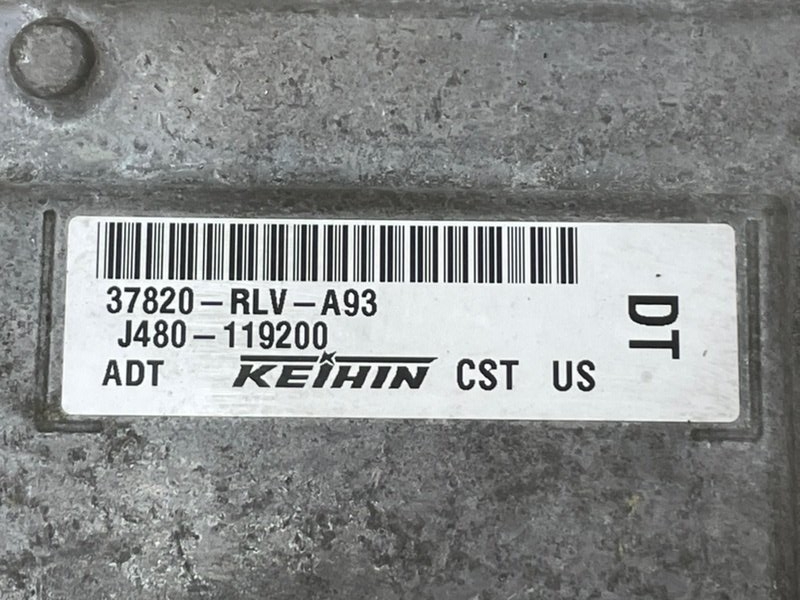 37820-RLV-A93
J480-119200
ADT KEIHIN CST US
DT